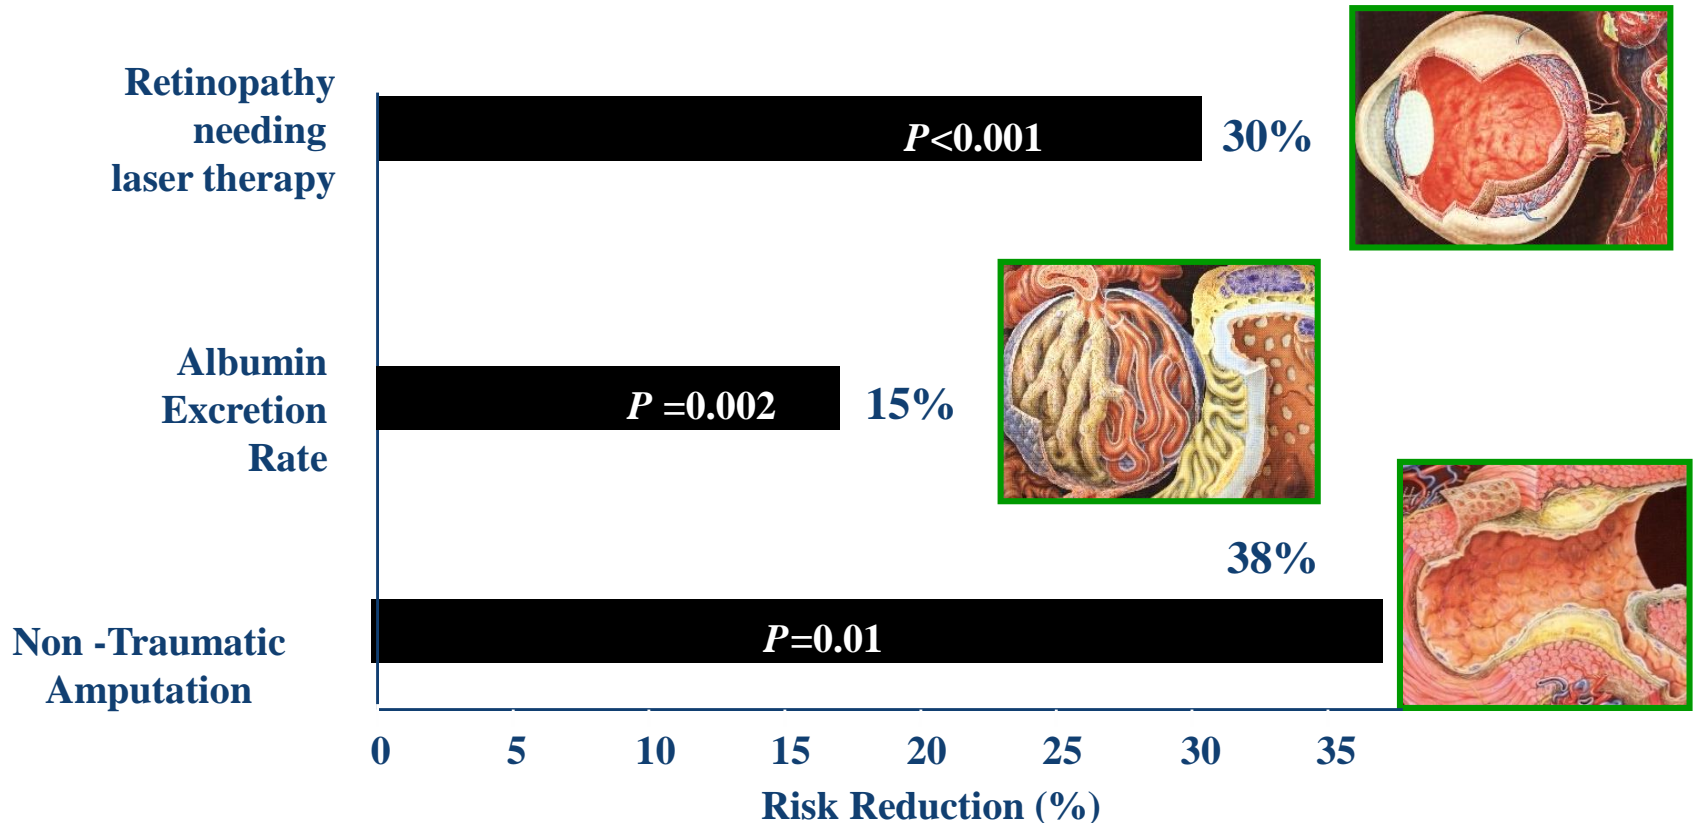 Retinopathy
needing
laser therapy
P<0.001
30%
Albumin
Excretion
Rate
P =0.002
15%
38%
Non -Traumatic
Amputation
P=0.01
0 5 10 15 20 25 30 35
Risk Reduction (%)